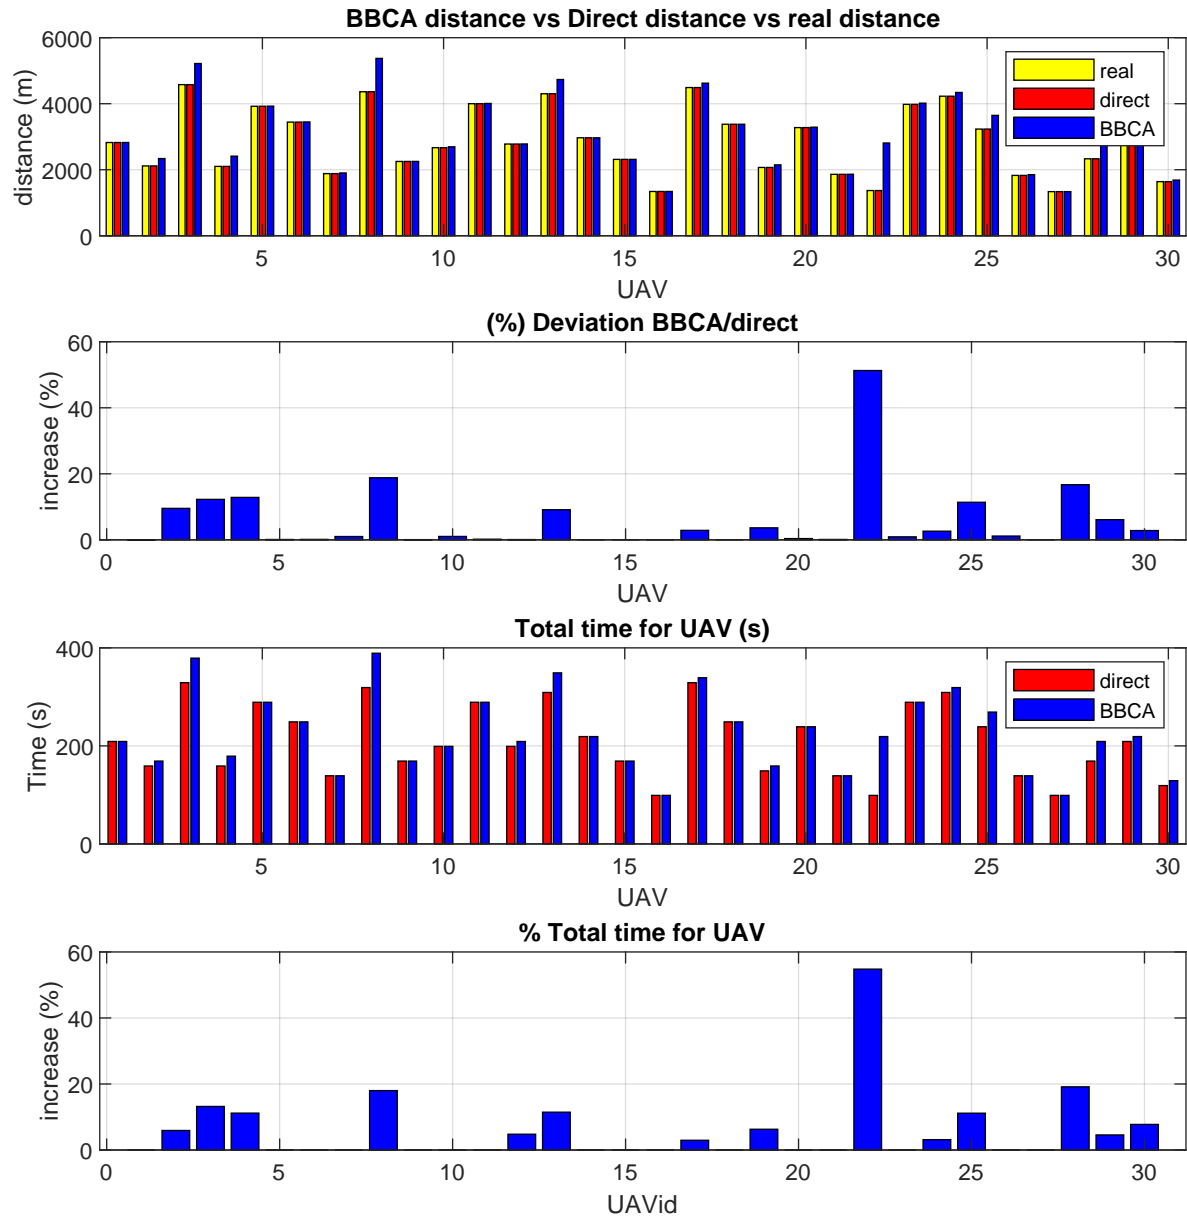 BBCA distance vs Direct distance vs real distance
distance (m)
6000
4000
2000
0
real
direct
BBCA
5 10 15 20 25 30
UAV
(%) Deviation BBCA/direct
increase (%)
60
40
20
0
0 5 10 15 20 25 30
UAV
Total time for UAV (s)
Time (s)
400
200
0
direct
BBCA
5 10 15 20 25 30
UAV
% Total time for UAV
increase (%)
60
40
20
0
0 5 10 15 20 25 30
UAVid